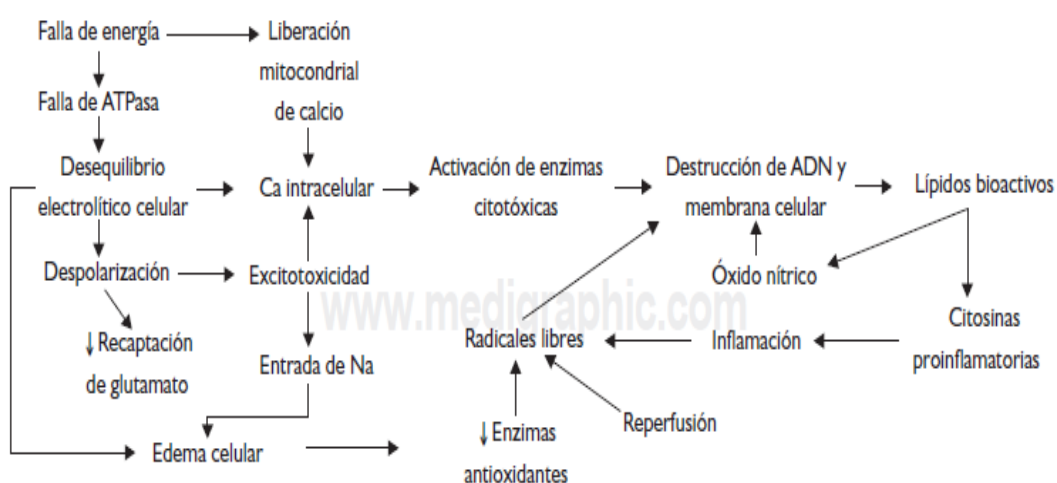 Falla de energía
Liberación
mitocondrial
de calcio
Falla de ATPasa
Desequilibrio
electrolítico celular
Ca intracelular
Activación de enzimas
citotóxicas
Destrucción de ADN y
membrana celular
Lípidos bioactivos
Despolarización
Excitotoxicidad
Óxido nítrico
www.medigraphic.com
↓ Recaptación
de glutamato
Entrada de Na
Radicales libres
Inflamación
Citosinas
proinflamatorias
Edema celular
↓ Enzimas
antioxidantes
Reperfusión